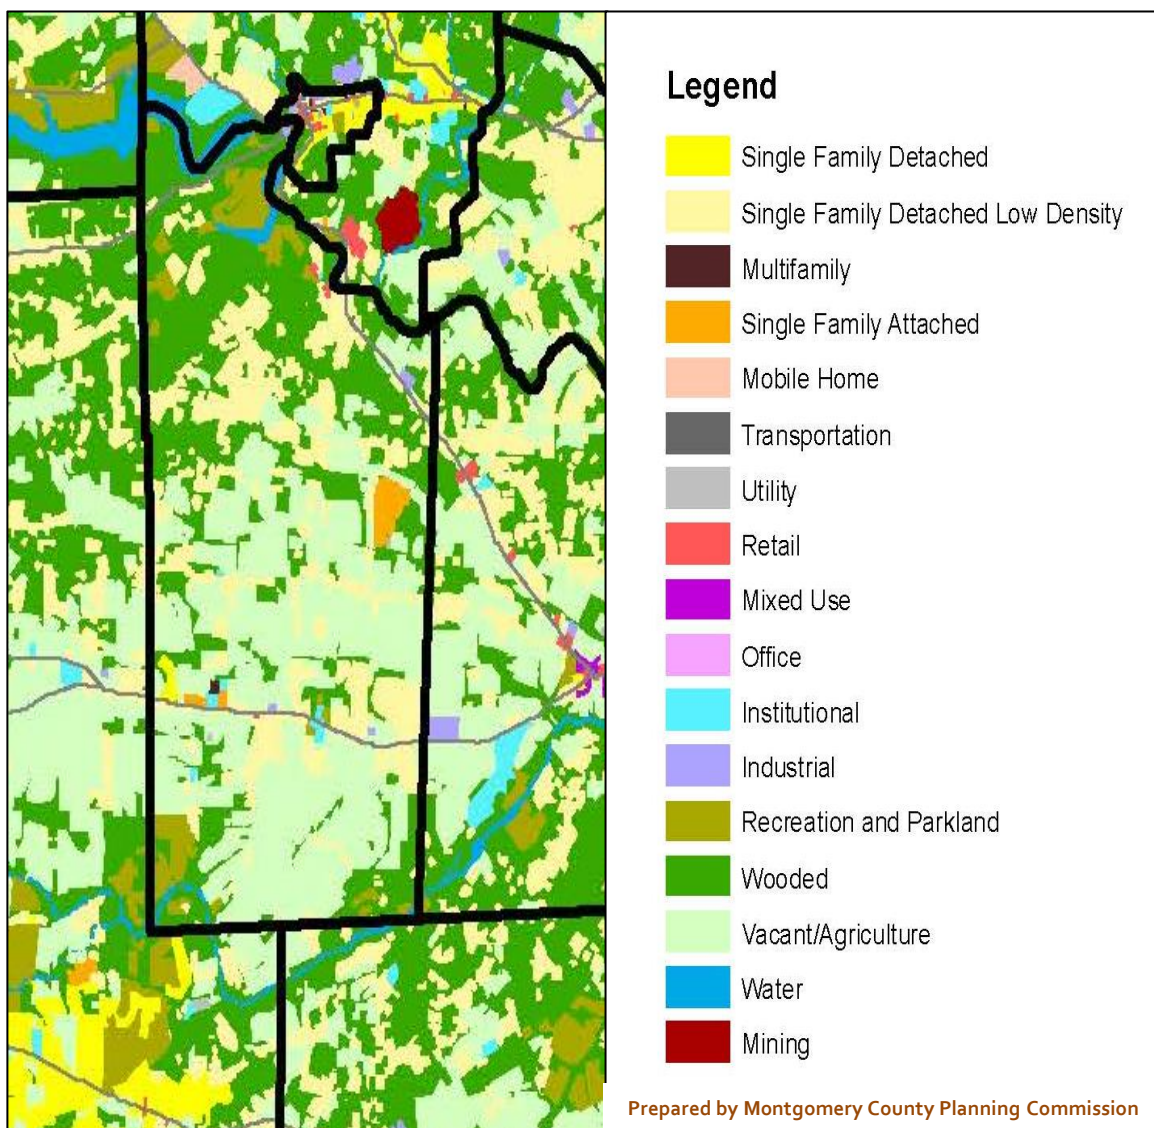 Legend
Single Family Detached
Single Family Detached Low Density
Multifamily
Single Family Attached
Mobile Home
Transportation
Utility
Retail
Mixed Use
Office
Institutional
Industrial
Recreation and Parkland
Wooded
Vacant/Agriculture
Water
Mining
Prepared by Montgomery County Planning Commission